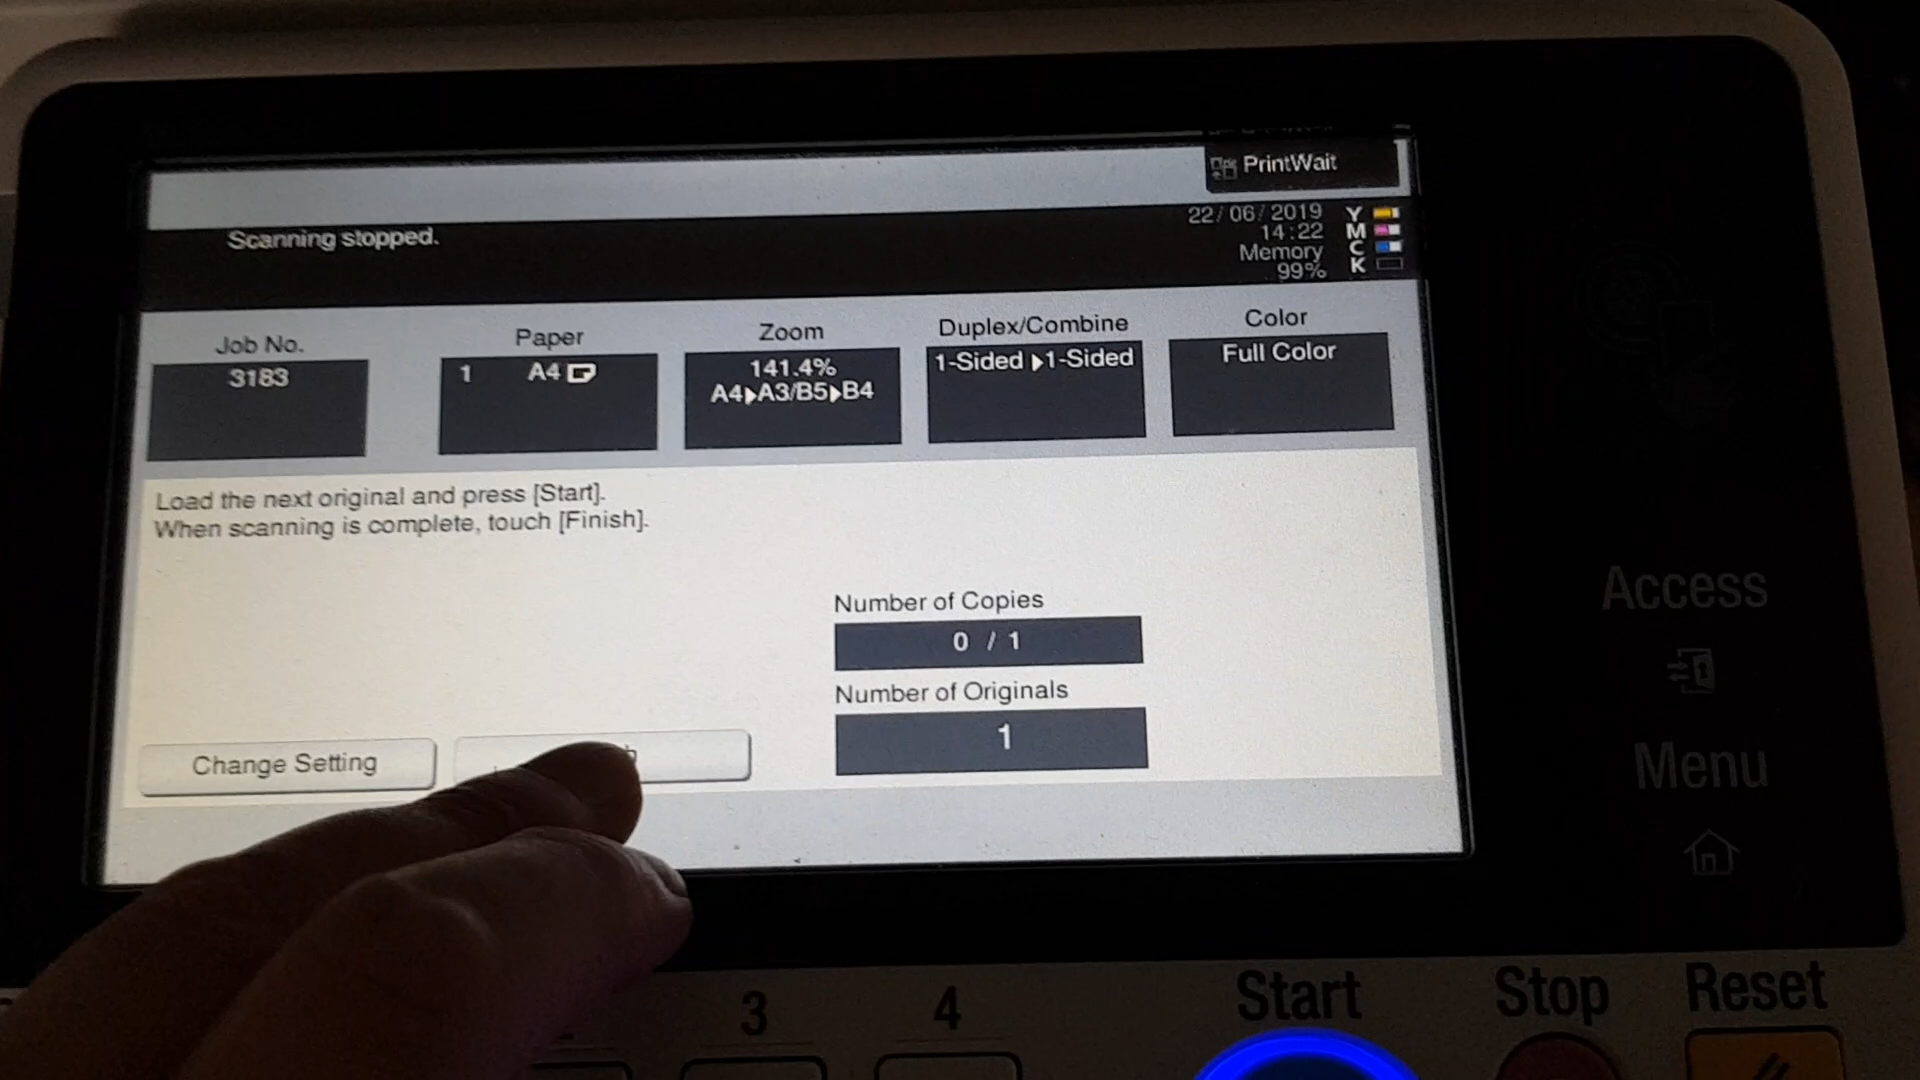 PrintWait
Scanning stopped.
22/06/2019
14:22
Memory
99%
Y
M
C
K
Job No.
3183
Paper
1 A4
Zoom
141.4%
A4▶A3/B5▶B4
Duplex/Combine
1-Sided ▶1-Sided
Color
Full Color
Load the next original and press [Start].
When scanning is complete, touch [Finish].
Number of Copies
0 / 1
Number of Originals
1
Change Setting
Access
Menu
3
4
Start
Stop
Reset